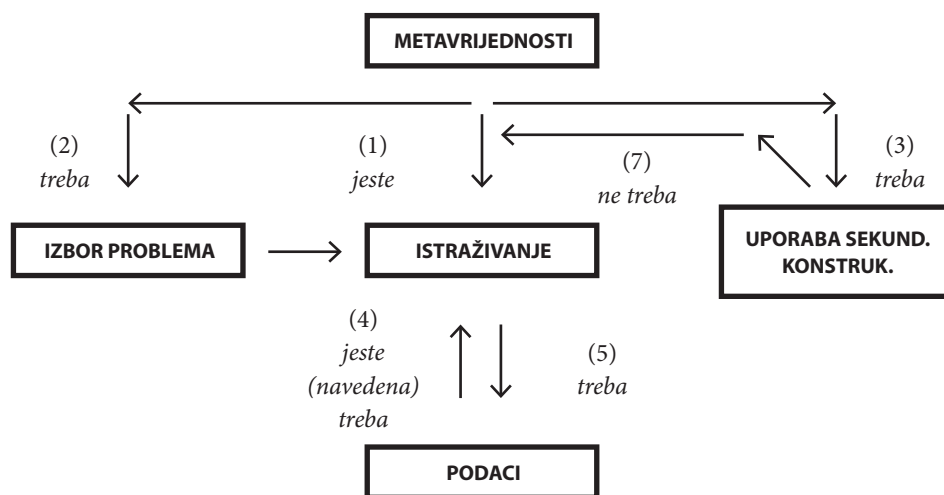 METAVRIJEDNOSTI
(2)
treba
(1)
jeste
(7)
ne treba
(3)
treba
IZBOR PROBLEMA
ISTRAŽIVANJE
UPORABA SEKUND.
KONSTRUK.
(4)
jeste
(navedena)
treba
(5)
treba
PODACI